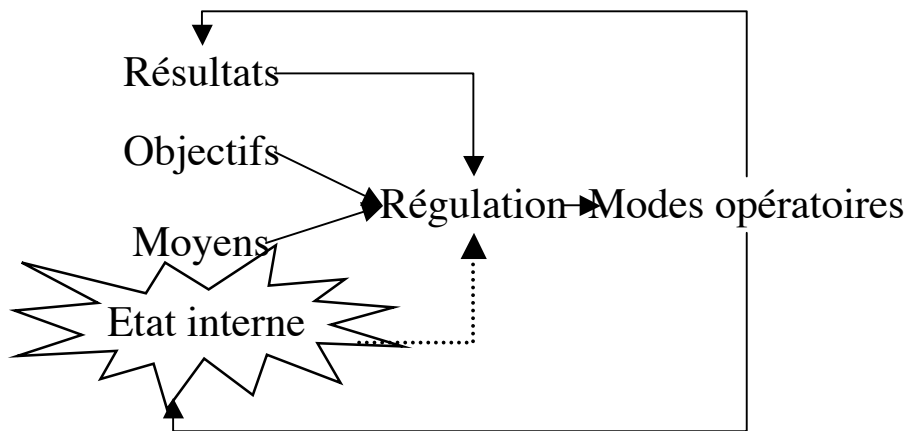 Résultats
Objectifs
Régulation
Modes opératoires
Moyens
Etat interne